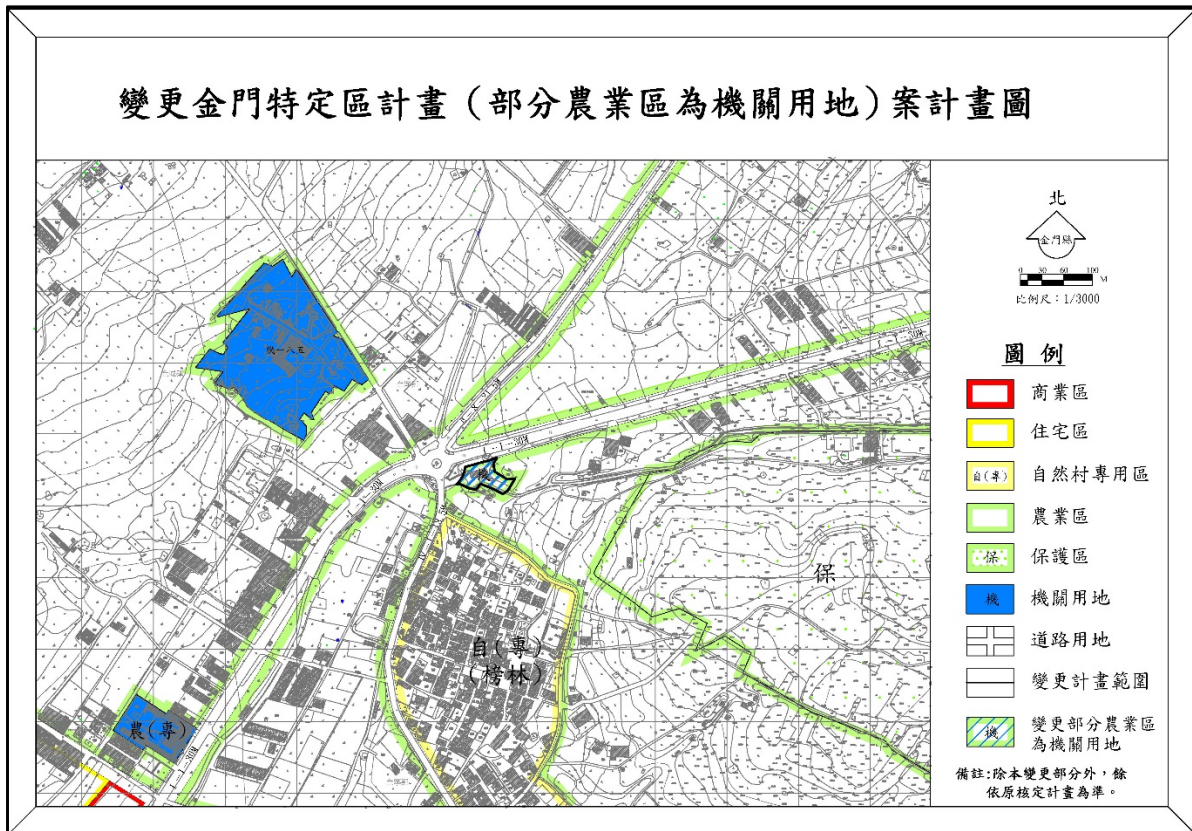 變更金門特定區計畫（部分農業區為機關用地）案計畫圖
北
金門縣
0 30 60 100 M
比例尺：1/3000
圖例
商業區
住宅區
自(專) 自然村專用區
農業區
保 保護區
機 機關用地
道路用地
變更計畫範圍
機 變更部分農業區
為機關用地
備註:除本變更部分外，餘
依原核定計畫為準。
機
保
自(專)
(榜林)
農(專)